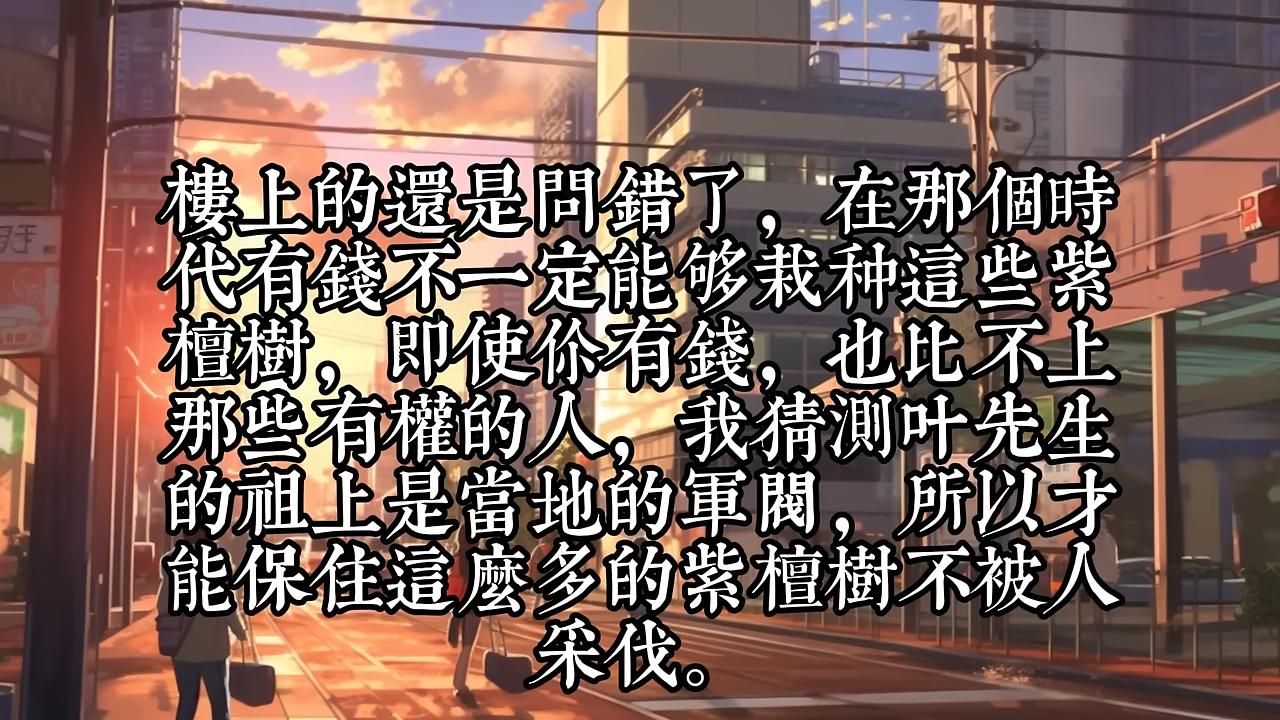 樓上的還是問錯了，在那個時
代有錢不一定能够栽种這些紫
檀樹，即使你有錢，也比不上
那些有權的人，我猜測叶先生
的祖上是當地的軍閥，所以才
能保住這麼多的紫檀樹不被人
采伐。